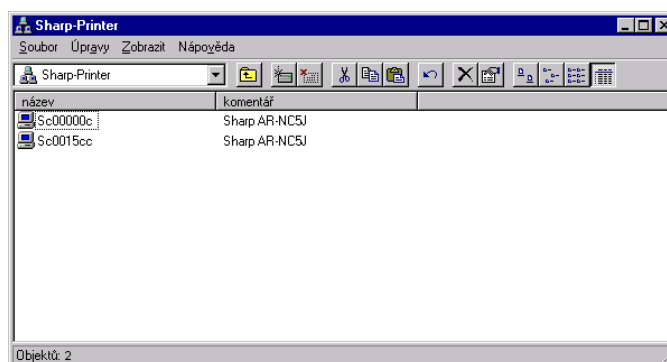 Sharp-Printer
Soubor Úpravy Zobrazit Nápověda
Sharp-Printer
název komentář
Sc00000c Sharp AR-NC5J
Sc0015cc Sharp AR-NC5J
Objektů: 2